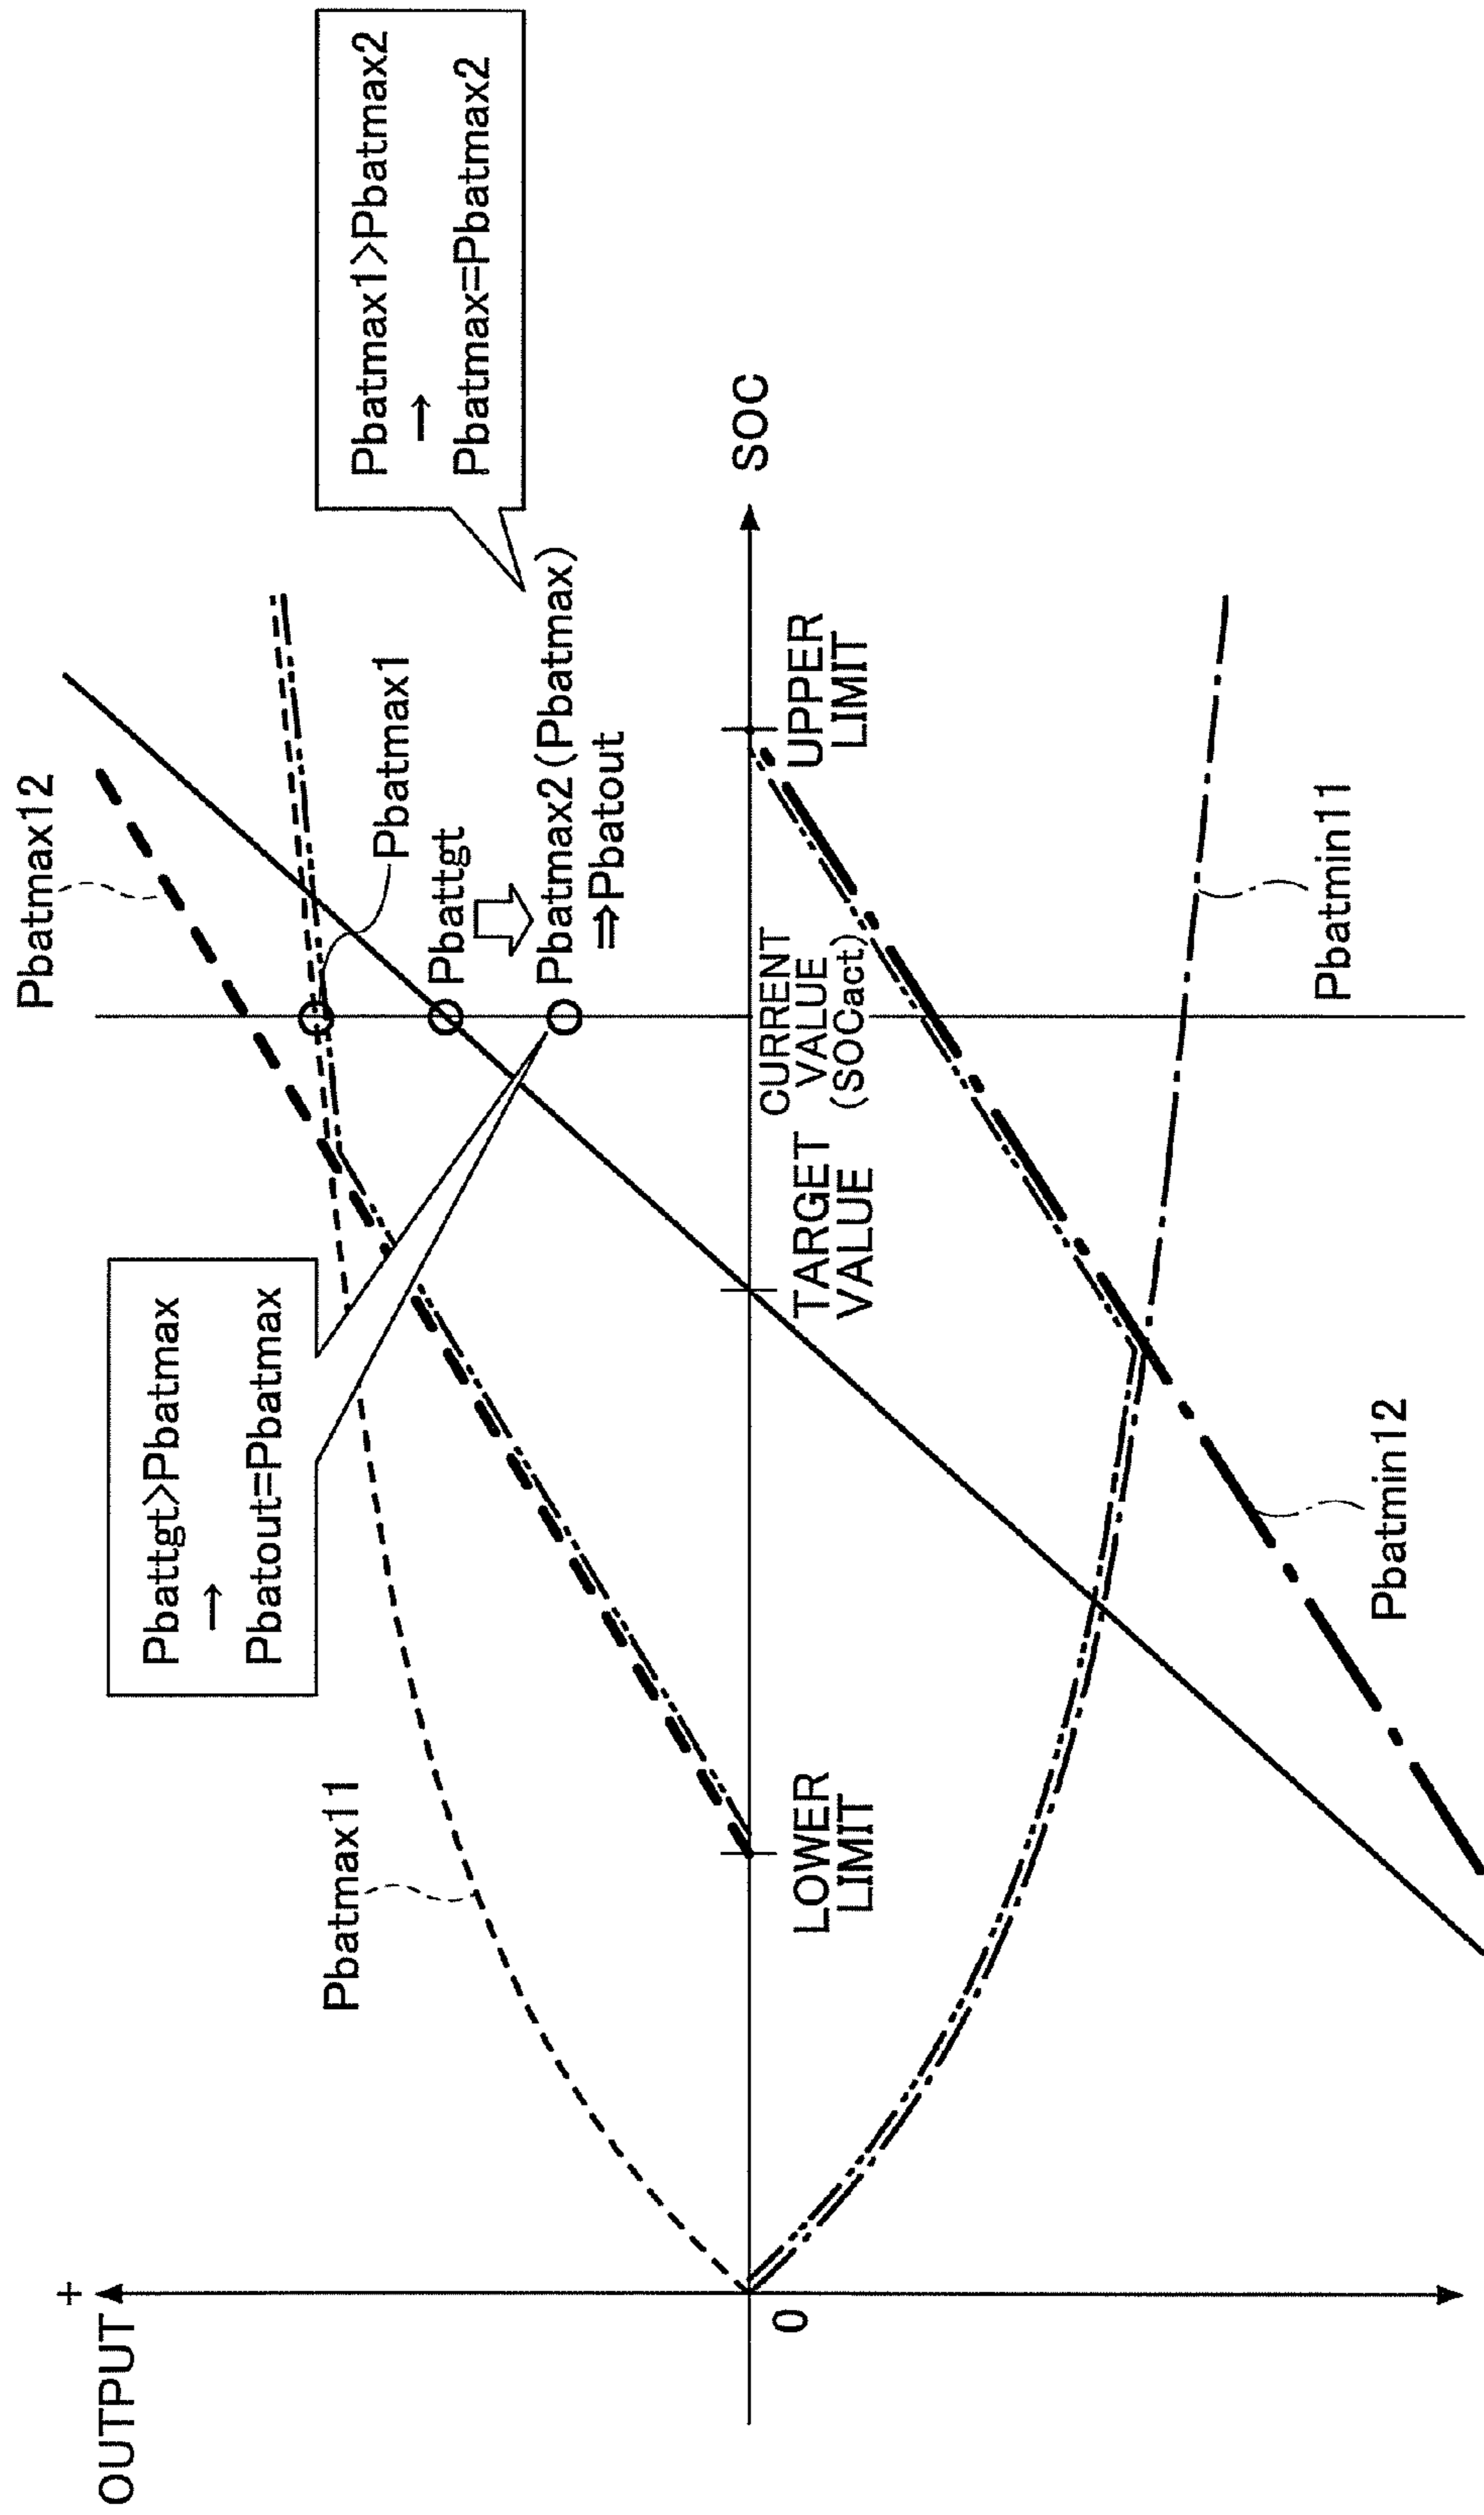 +
OUTPUT
0
Pbatmax11
Pbatmax12
Pbattgt>Pbatmax
→
Pbatout=Pbatmax
Pbatmax1>Pbatmax2
→
Pbatmax=Pbatmax2
Pbatmax1
Pbattgt
Pbatmax2(Pbatmax)
⇒Pbatout
SOC
LOWER
LIMIT
TARGET
VALUE
CURRENT
VALUE
(SOCact)
UPPER
LIMIT
Pbatmin11
Pbatmin12